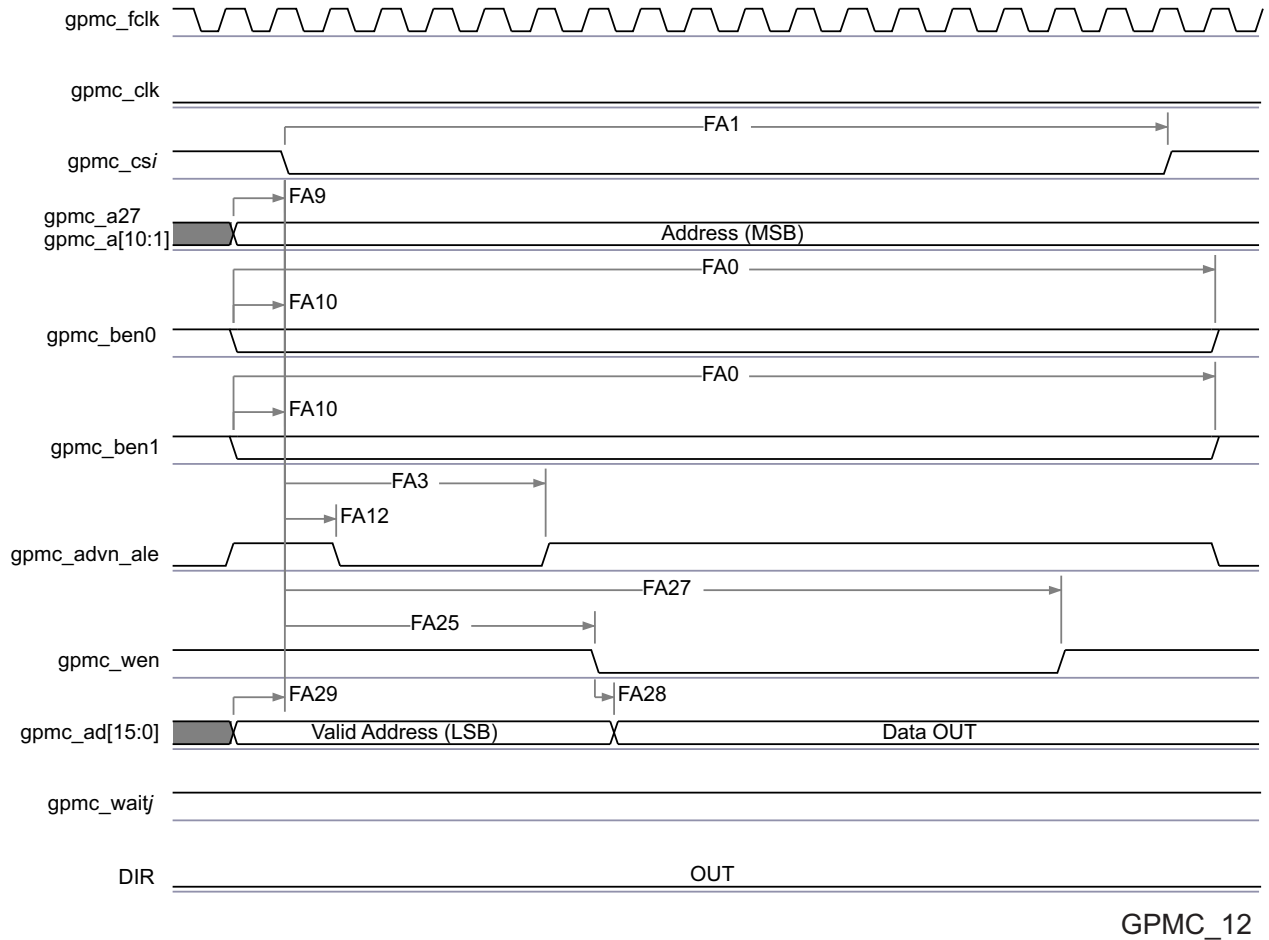 gpmc_fclk
gpmc_clk
FA1
gpmc_csi
FA9
gpmc_a27
gpmc_a[10:1]
Address (MSB)
FA0
FA10
gpmc_ben0
FA0
FA10
gpmc_ben1
FA3
FA12
gpmc_advn_ale
FA27
FA25
gpmc_wen
FA29
FA28
gpmc_ad[15:0]
Valid Address (LSB)
Data OUT
gpmc_waitj
DIR
OUT
GPMC_12